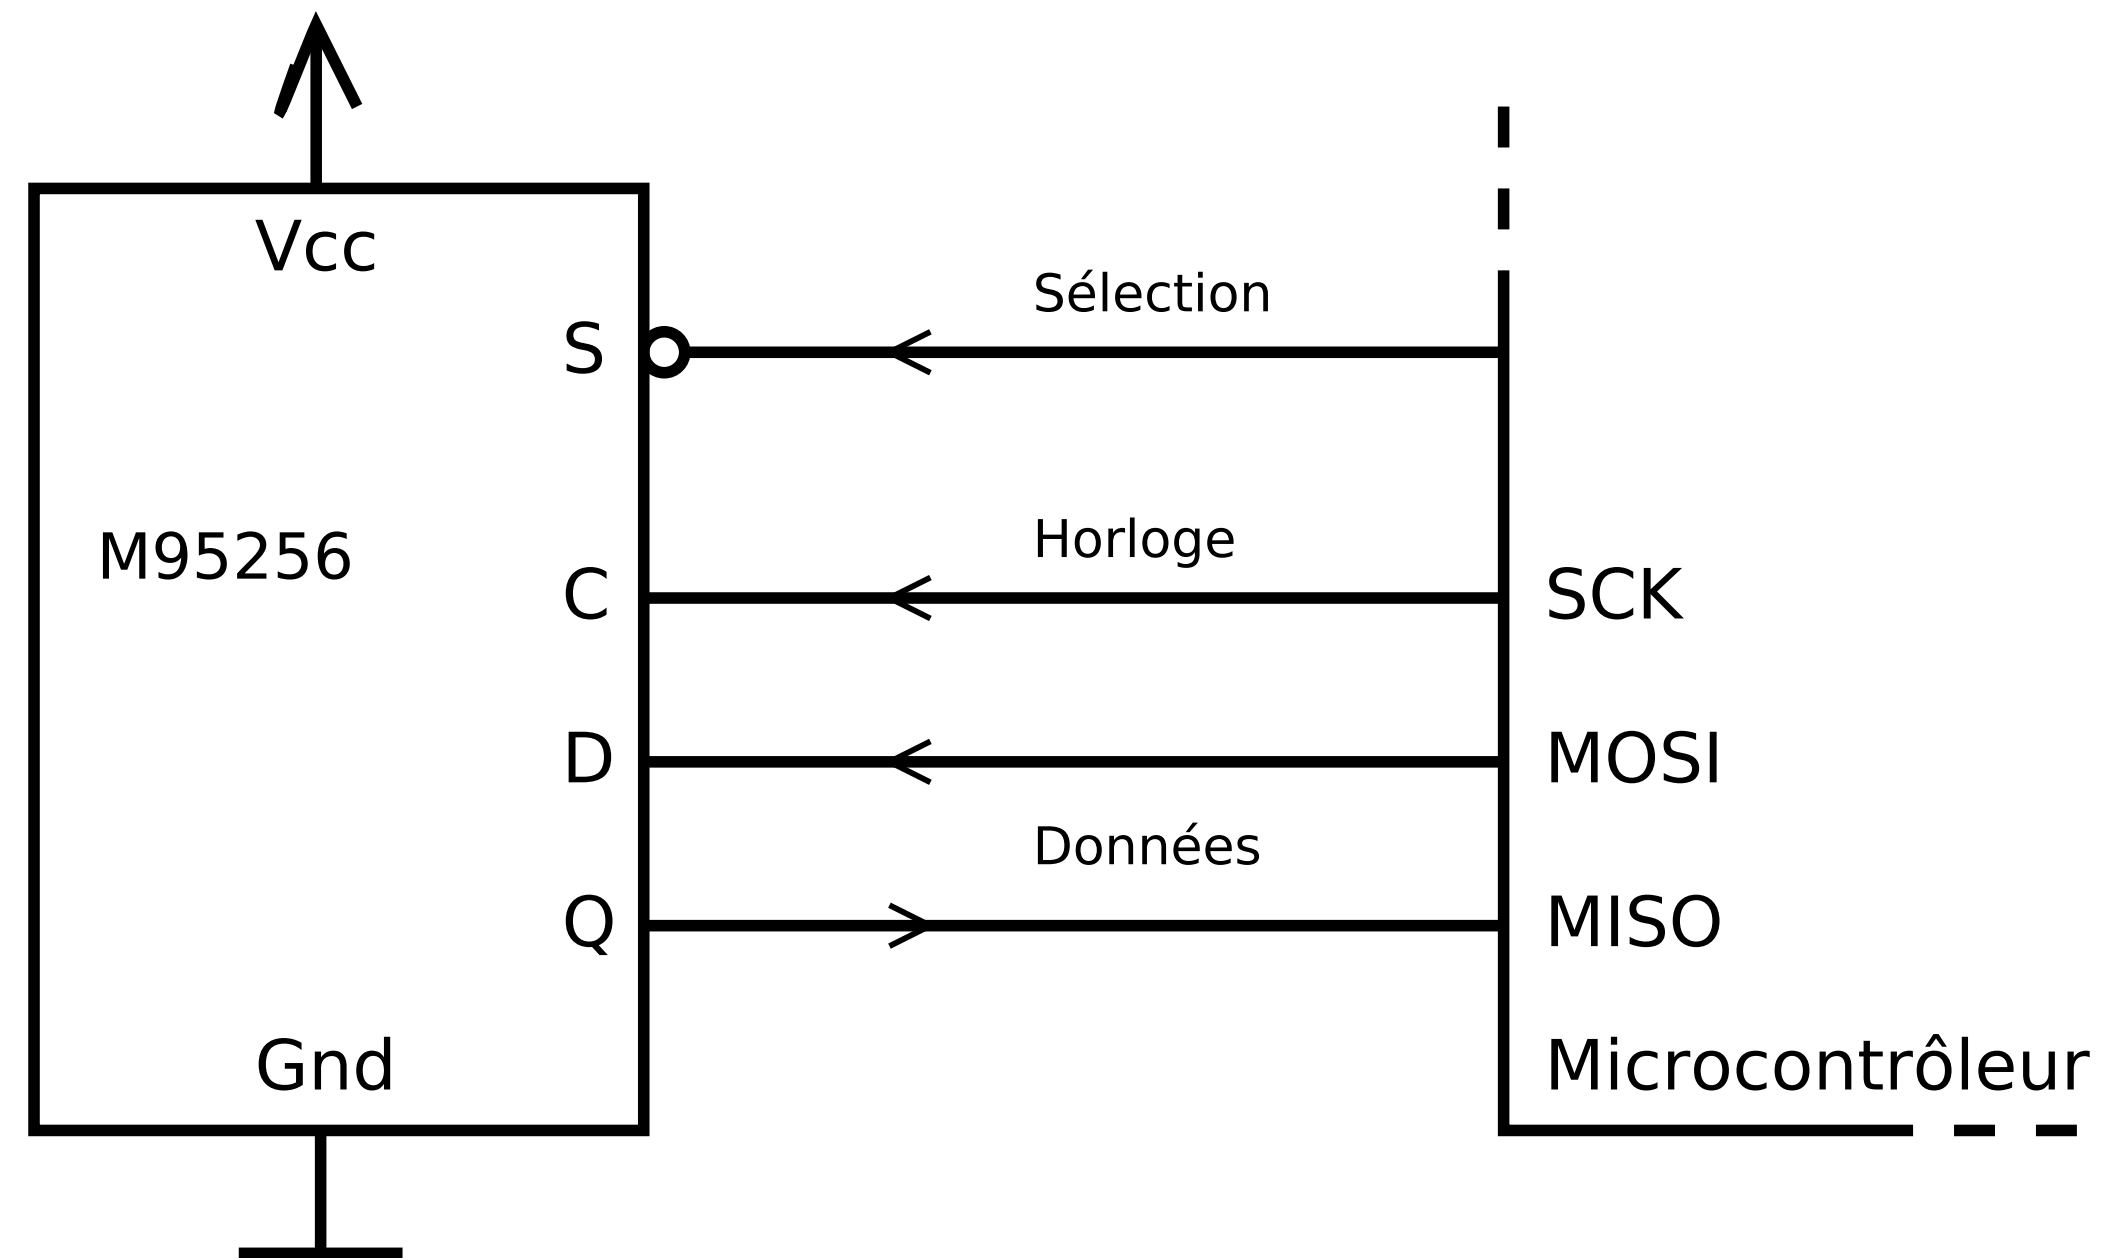 Vcc
Sélection
S
Horloge
M95256
C
SCK
D
MOSI
Données
Q
MISO
Gnd
Microcontrôleur